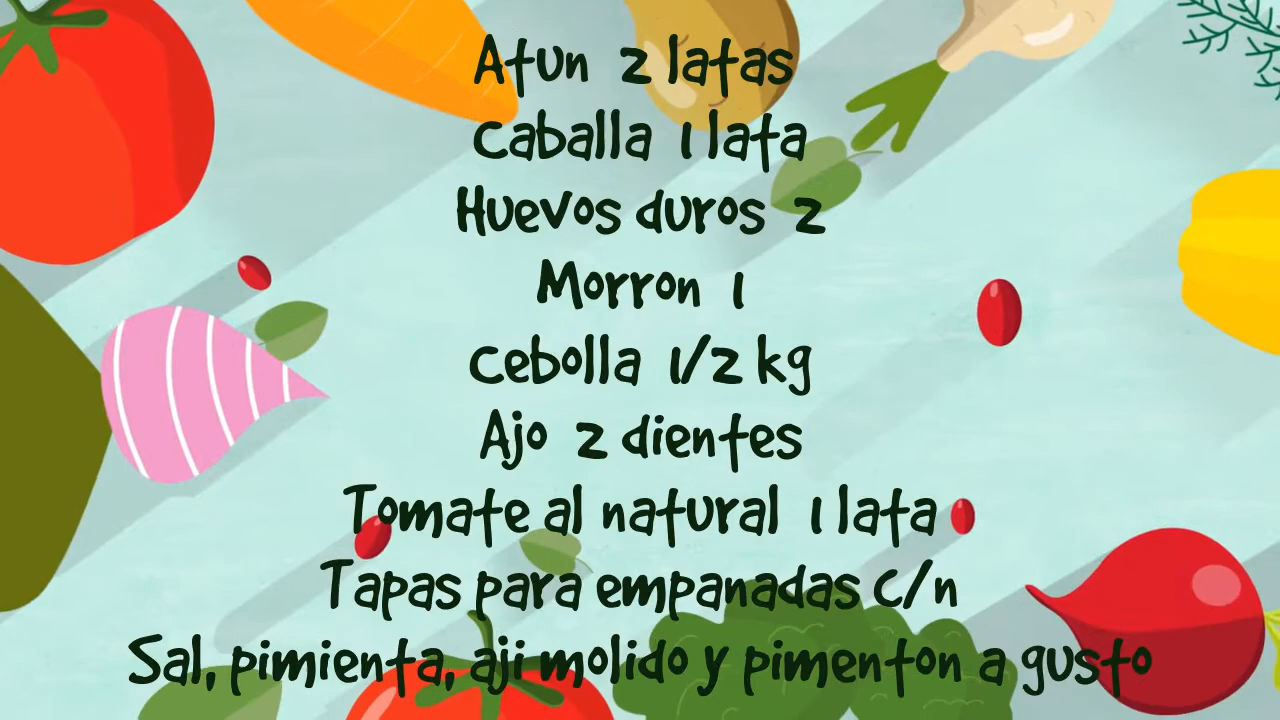 Atun 2 latas
Caballa 1 lata
Huevos duros 2
Morron 1
Cebolla 1/2 kg
Ajo 2 dientes
Tomate al natural 1 lata
Tapas para empanadas c/n
Sal, pimienta, aji molido y pimenton a gusto